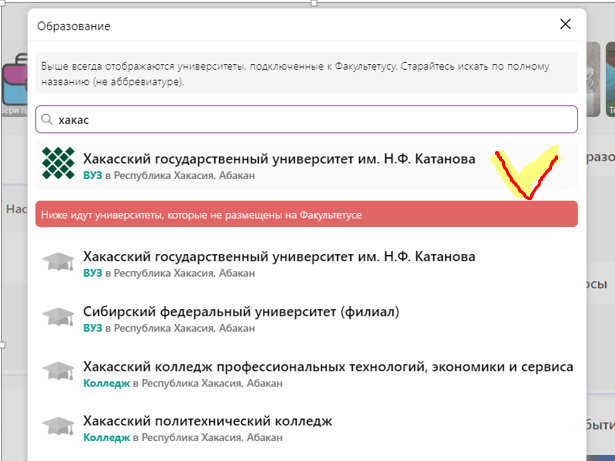 Образование
Выше всегда отображаются университеты, подключенные к Факультетусу. Старайтесь искать по полному
названию (не аббревиатуре).
хакас
Хакасский государственный университет им. Н.Ф. Катанова
ВУЗ в Республика Хакасия, Абакан
Ниже идут университеты, которые не размещены на Факультетусе
Хакасский государственный университет им. Н.Ф. Катанова
ВУЗ в Республика Хакасия, Абакан
Сибирский федеральный университет (филиал)
ВУЗ в Республика Хакасия, Абакан
Хакасский колледж профессиональных технологий, экономики и сервиса
Колледж в Республика Хакасия, Абакан
Хакасский политехнический колледж
Колледж в Республика Хакасия, Абакан